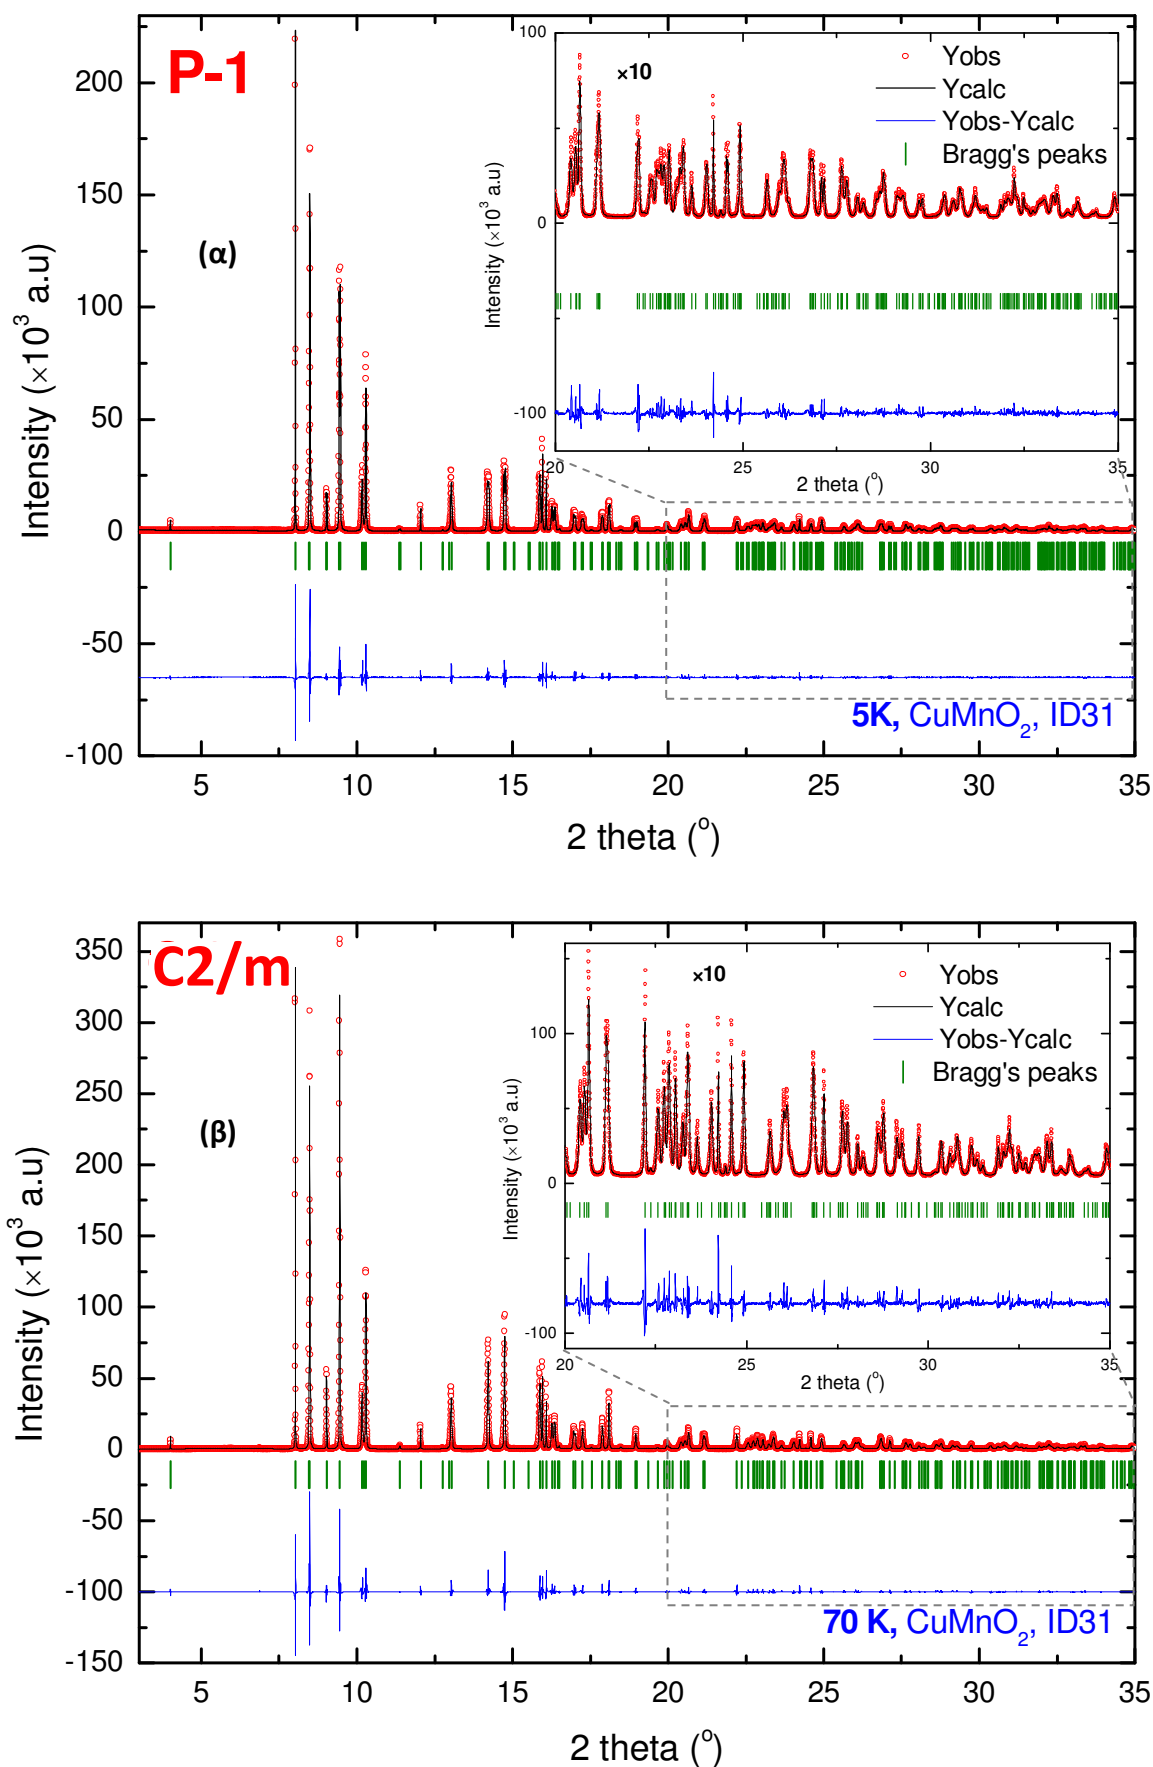 P-1
(α)
×10
Yobs
Ycalc
Yobs-Ycalc
Bragg's peaks
Intensity (×10³ a.u)
100
0
-100
20 25 30 35
2 theta (°)
Intensity (×10³ a.u)
200
150
100
50
0
-50
-100
5K, CuMnO₂, ID31
5 10 15 20 25 30 35
2 theta (°)
C2/m
(β)
×10
Yobs
Ycalc
Yobs-Ycalc
Bragg's peaks
Intensity (×10³ a.u)
100
0
-100
20 25 30 35
2 theta (°)
Intensity (×10³ a.u)
350
300
250
200
150
100
50
0
-50
-100
-150
70 K, CuMnO₂, ID31
5 10 15 20 25 30 35
2 theta (°)